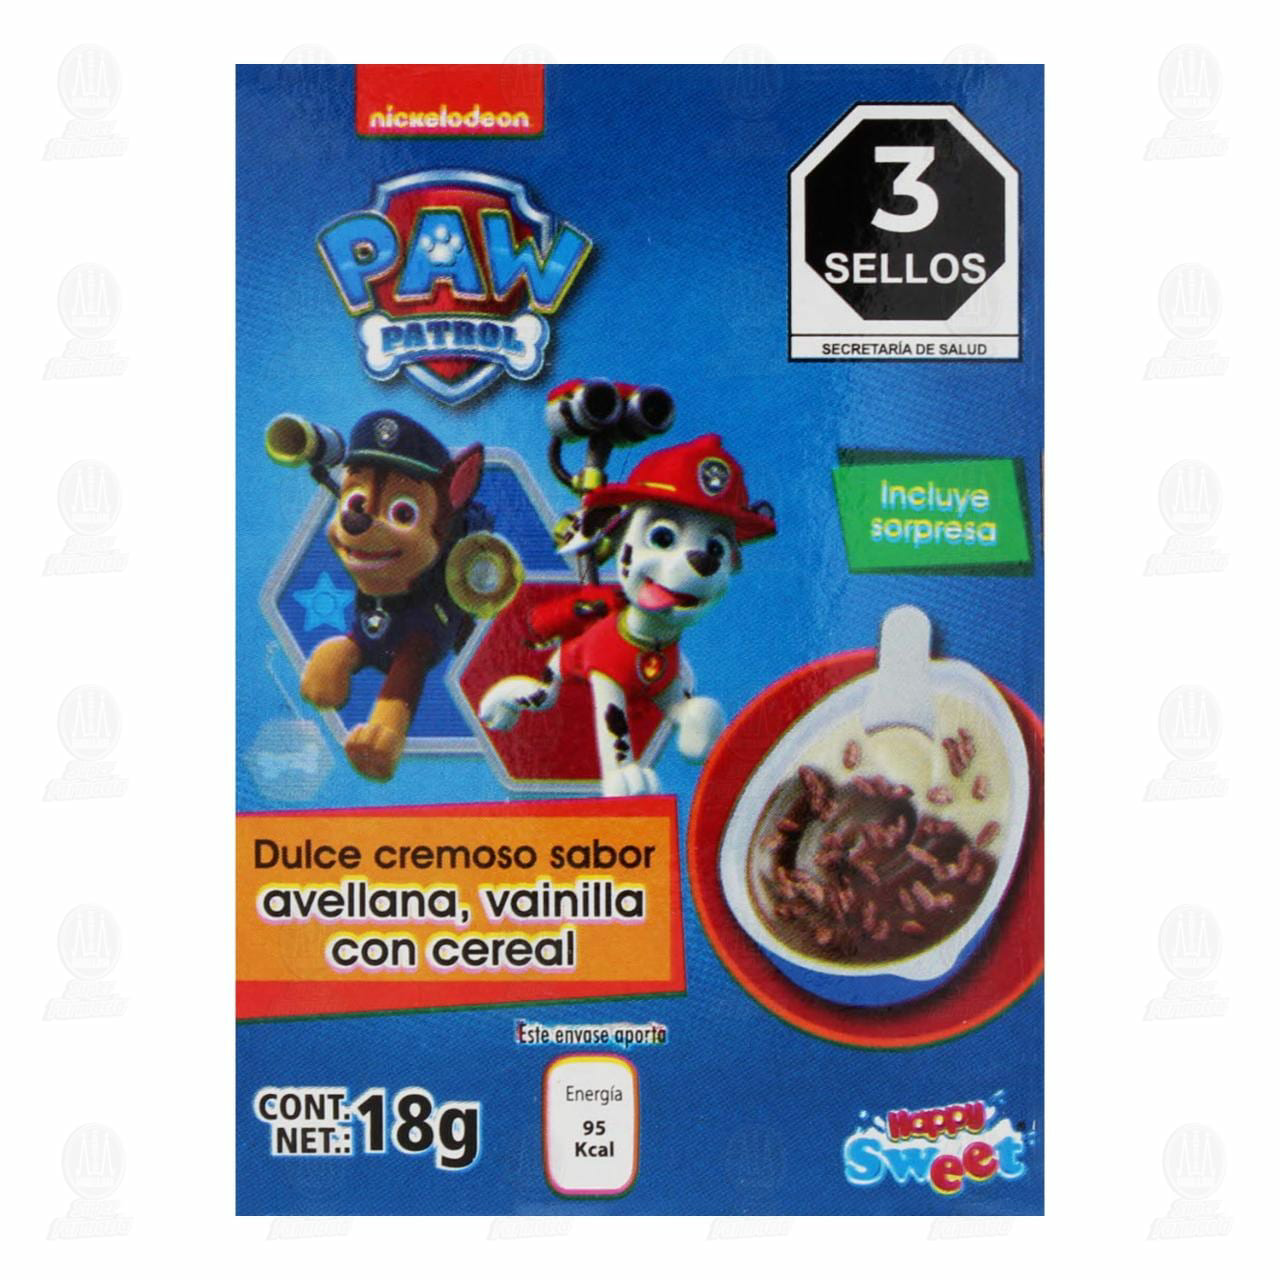 nickelodeon
PAW
PATROL
3
SELLOS
SECRETARÍA DE SALUD
Incluye
sorpresa
Dulce cremoso sabor
avellana, vainilla
con cereal
Este envase aporta
Energía
95
Kcal
CONT.
NET.: 18g
Happy
Sweet